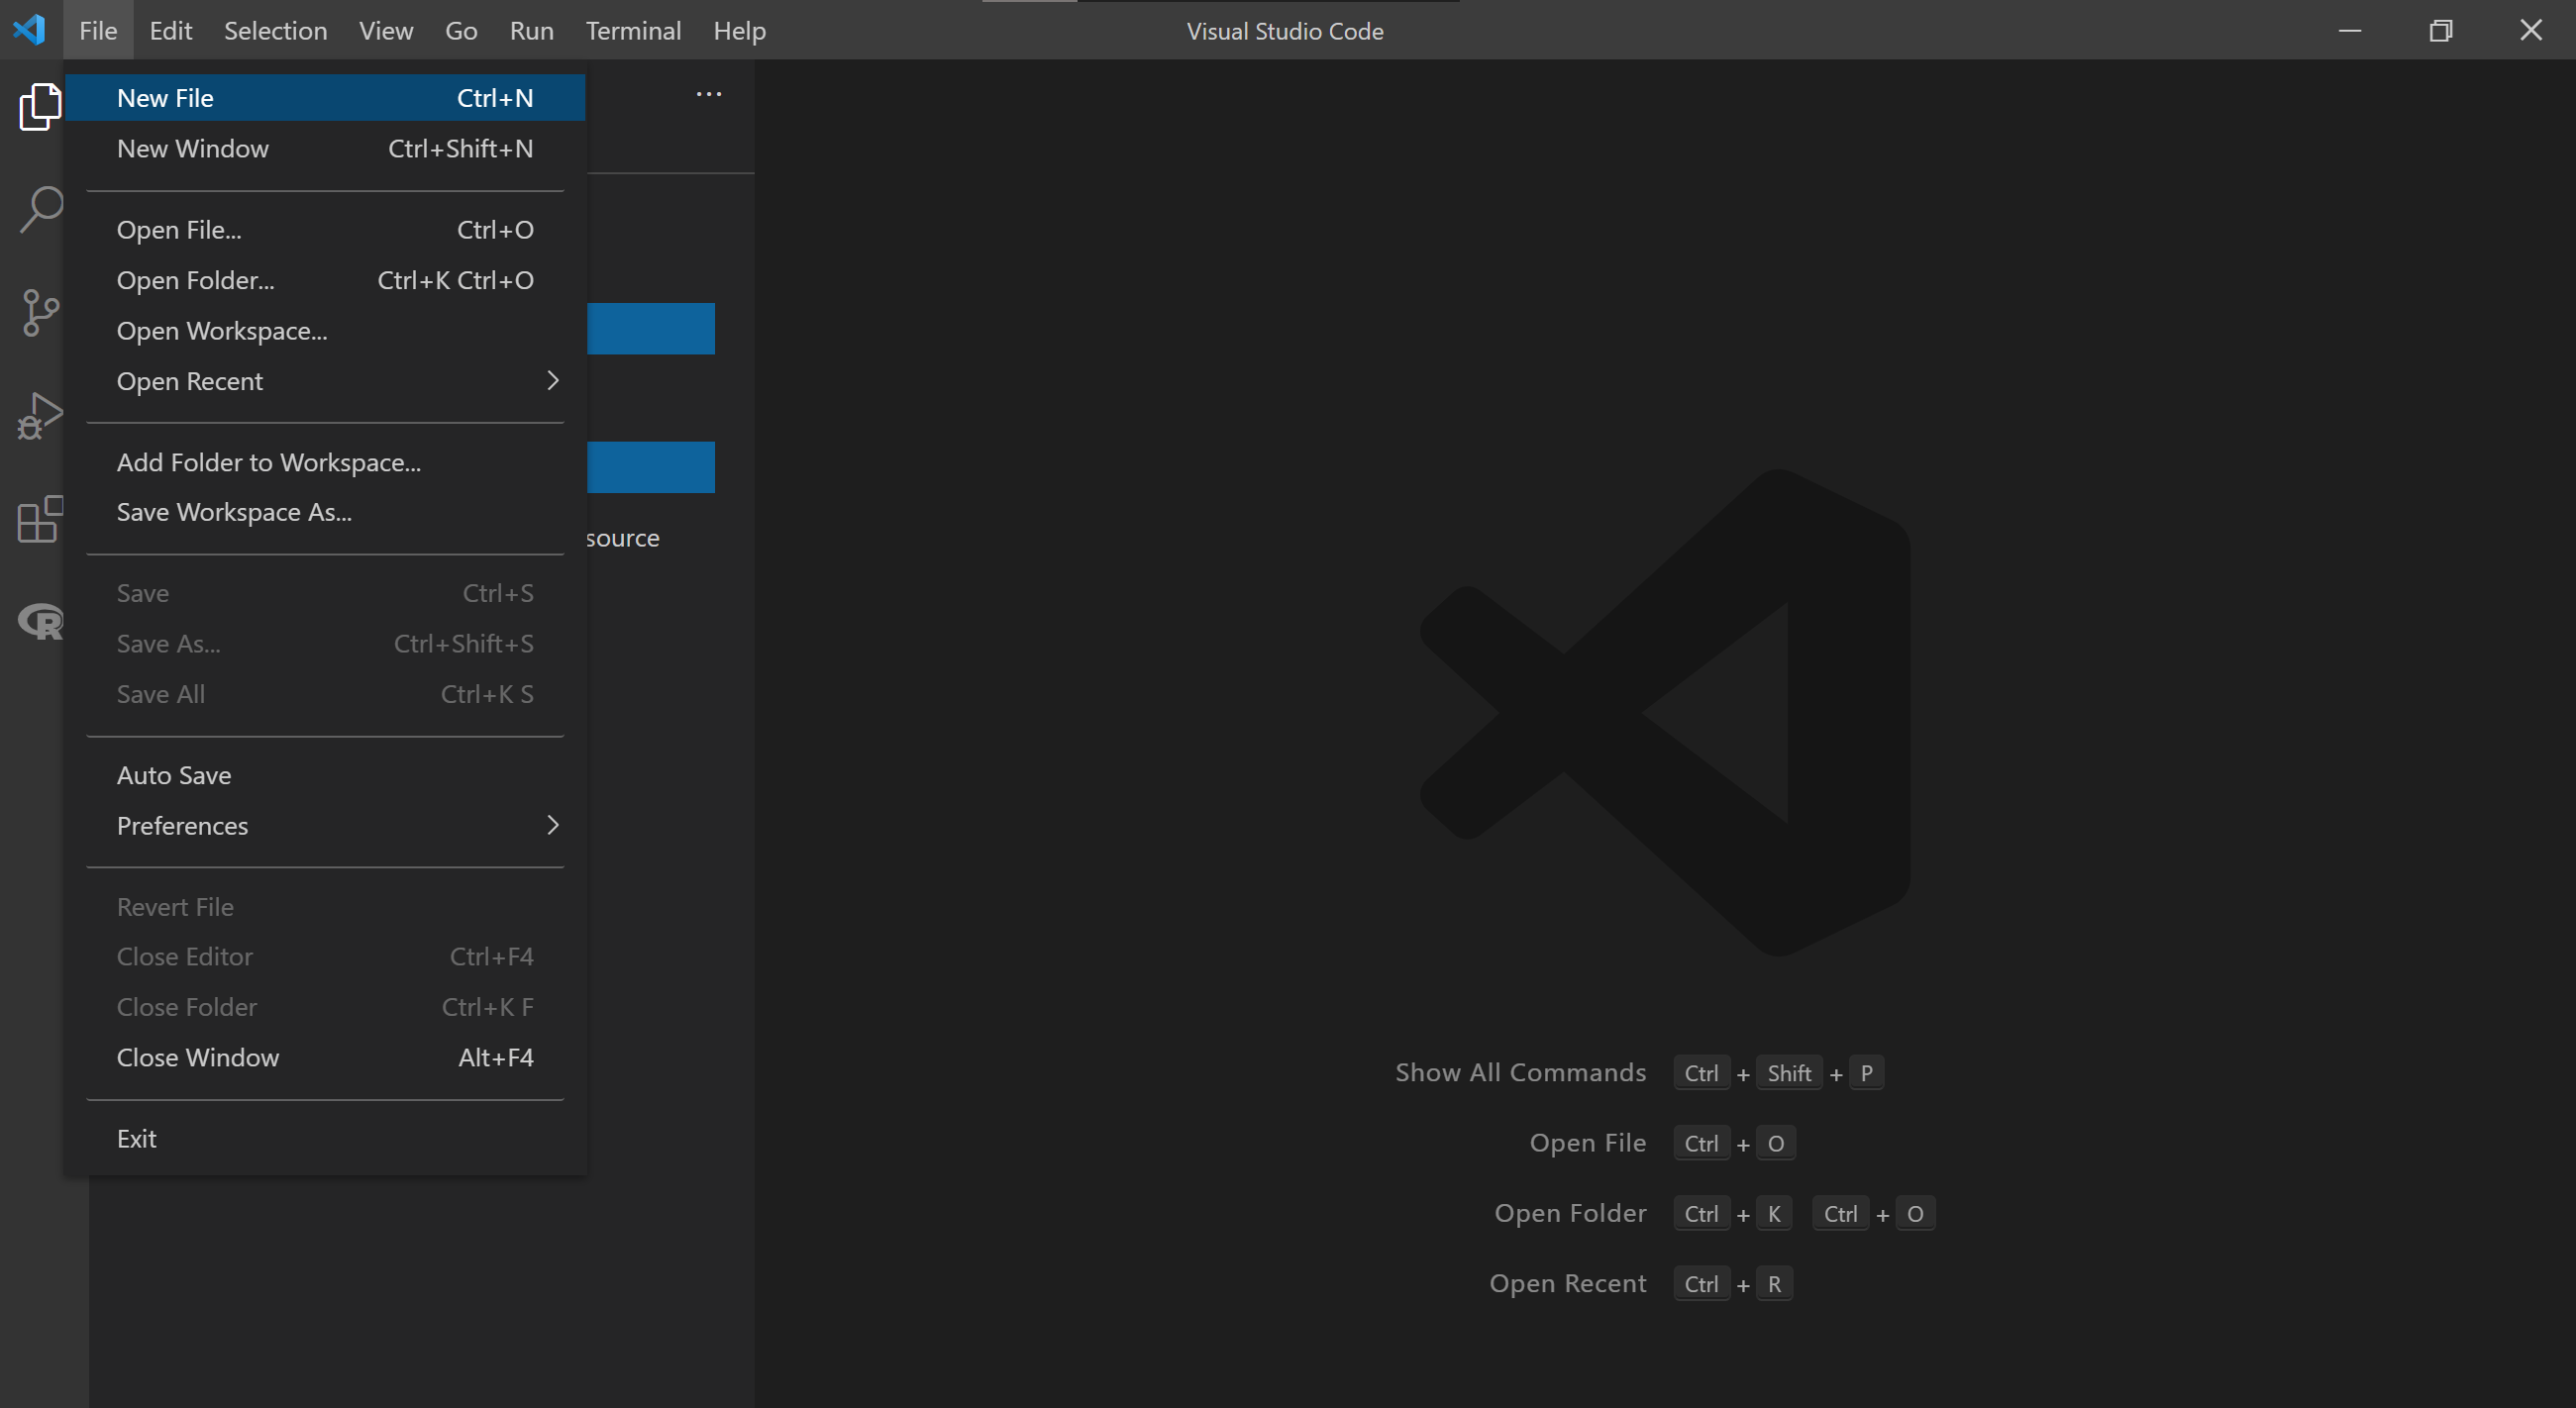 File Edit Selection View Go Run Terminal Help Visual Studio Code
New File Ctrl+N
New Window Ctrl+Shift+N
Open File... Ctrl+O
Open Folder... Ctrl+K Ctrl+O
Open Workspace...
Open Recent
Add Folder to Workspace...
Save Workspace As...
source
Save Ctrl+S
Save As... Ctrl+Shift+S
Save All Ctrl+K S
Auto Save
Preferences
Revert File
Close Editor Ctrl+F4
Close Folder Ctrl+K F
Close Window Alt+F4
Exit
R
Show All Commands Ctrl + Shift + P
Open File Ctrl + O
Open Folder Ctrl + K Ctrl + O
Open Recent Ctrl + R